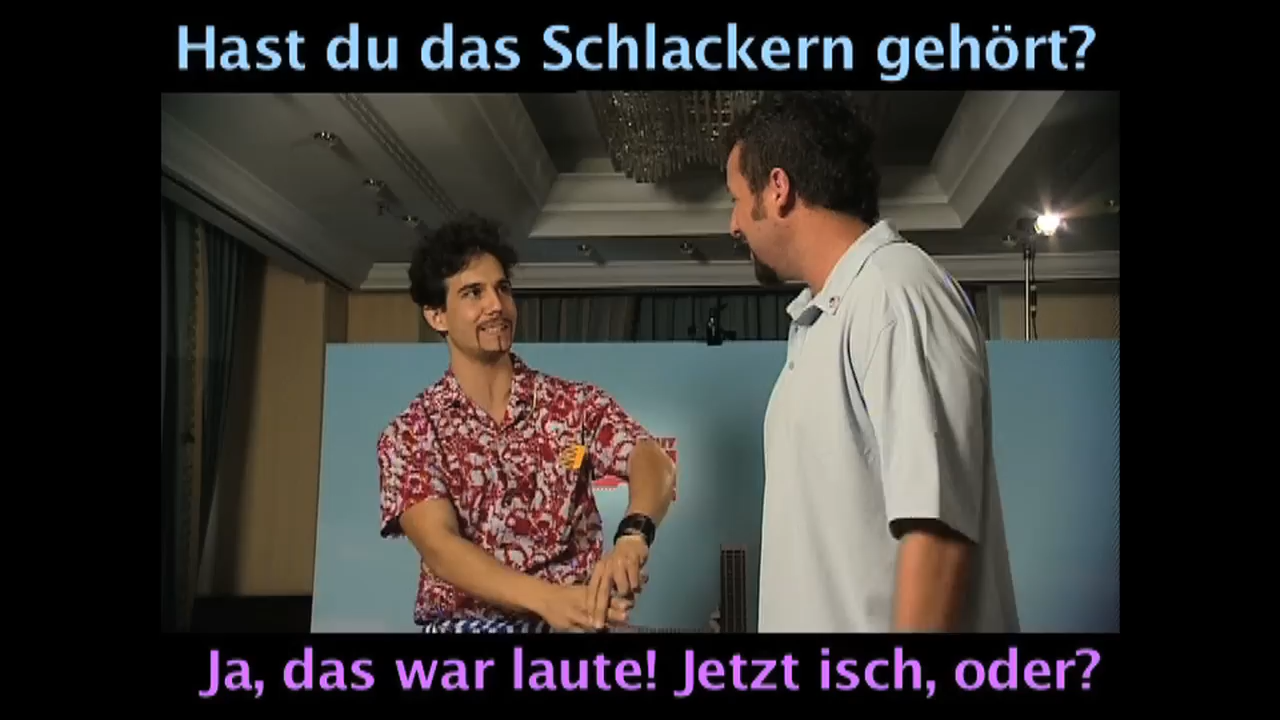 Hast du das Schlackern gehört?
Ja, das war laute! Jetzt isch, oder?